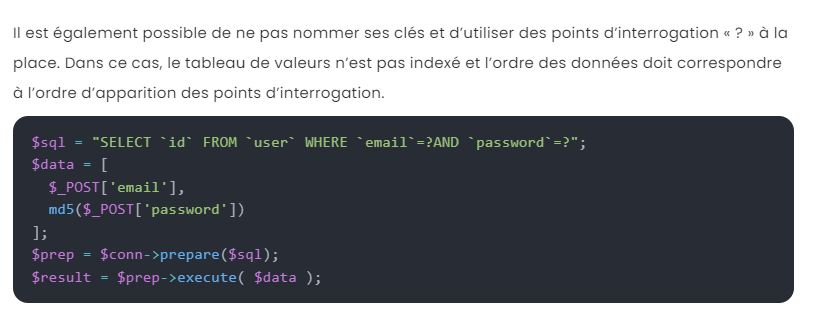 Il est également possible de ne pas nommer ses clés et d’utiliser des points d’interrogation « ? » à la
place. Dans ce cas, le tableau de valeurs n’est pas indexé et l’ordre des données doit correspondre
à l’ordre d’apparition des points d’interrogation.
$sql = "SELECT `id` FROM `user` WHERE `email`=?AND `password`=?";
$data = [
  $_POST['email'],
  md5($_POST['password'])
];
$prep = $conn->prepare($sql);
$result = $prep->execute( $data );